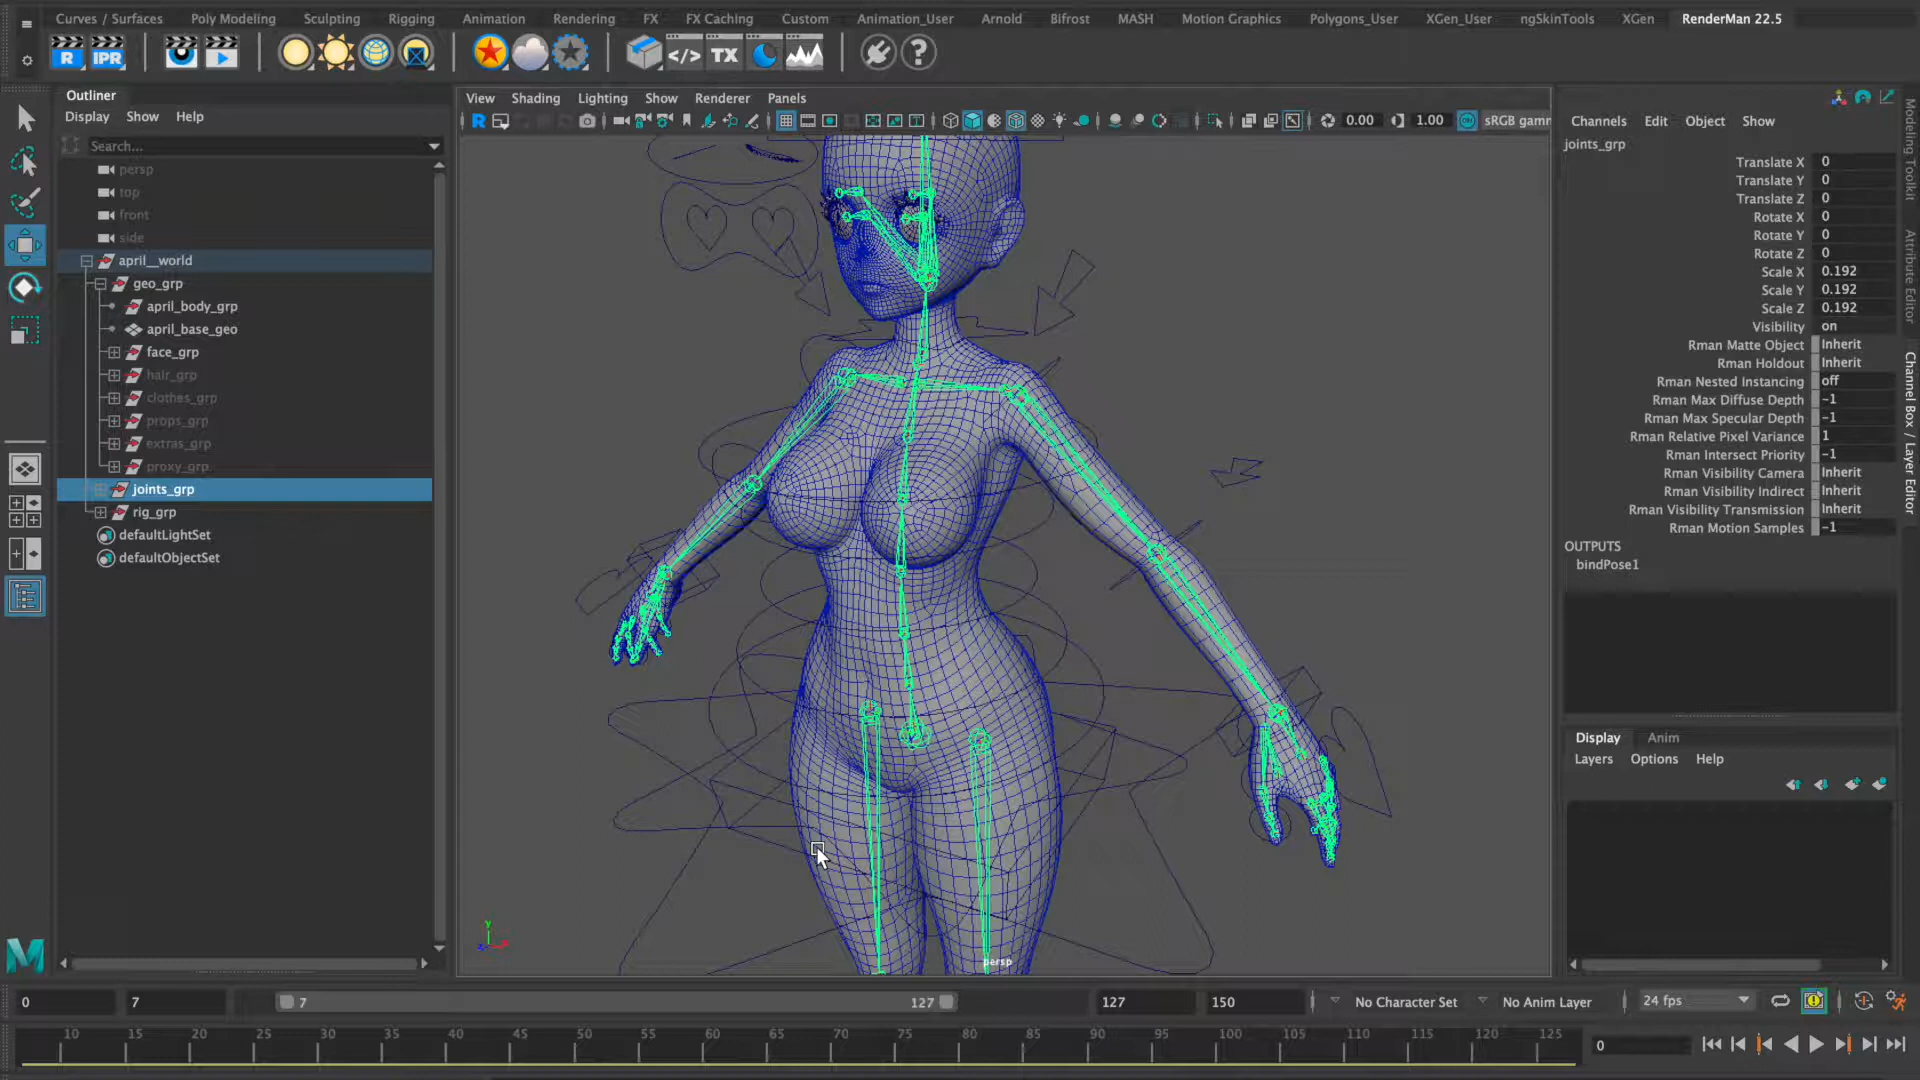 Curves / Surfaces Poly Modeling Sculpting Rigging Animation Rendering FX FX Caching Custom Animation_User Arnold Bifrost MASH Motion Graphics Polygons_User XGen_User ngSkinTools XGen RenderMan 22.5
R IPR </> TX ?
Outliner
Display Show Help
Search...
persp
top
front
side
april__world
geo_grp
april_body_grp
april_base_geo
face_grp
hair_grp
clothes_grp
props_grp
extras_grp
proxy_grp
joints_grp
rig_grp
defaultLightSet
defaultObjectSet
View Shading Lighting Show Renderer Panels
R 0.00 1.00 sRGB gamm
persp
Channels Edit Object Show
joints_grp
Translate X 0
Translate Y 0
Translate Z 0
Rotate X 0
Rotate Y 0
Rotate Z 0
Scale X 0.192
Scale Y 0.192
Scale Z 0.192
Visibility on
Rman Matte Object Inherit
Rman Holdout Inherit
Rman Nested Instancing off
Rman Max Diffuse Depth -1
Rman Max Specular Depth -1
Rman Relative Pixel Variance 1
Rman Intersect Priority -1
Rman Visibility Camera Inherit
Rman Visibility Indirect Inherit
Rman Visibility Transmission Inherit
Rman Motion Samples -1
OUTPUTS
bindPose1
Display Anim
Layers Options Help
Modeling Toolkit
Attribute Editor
Channel Box / Layer Editor
0 7 7 127 127 150 No Character Set No Anim Layer 24 fps
10 15 20 25 30 35 40 45 50 55 60 65 70 75 80 85 90 95 100 105 110 115 120 125
0